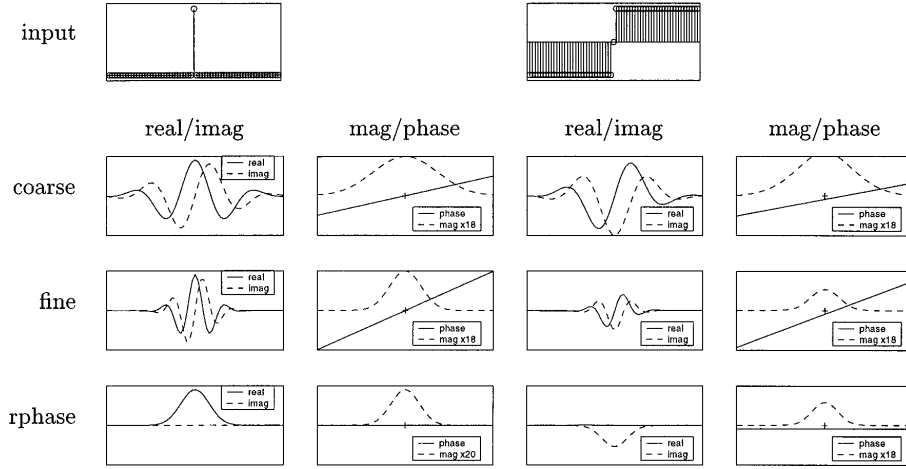 input
real/imag mag/phase real/imag mag/phase
coarse
real
imag
phase
mag x18
real
imag
phase
mag x18
fine
real
imag
phase
mag x18
real
imag
phase
mag x18
rphase
real
imag
phase
mag x20
real
imag
phase
mag x18